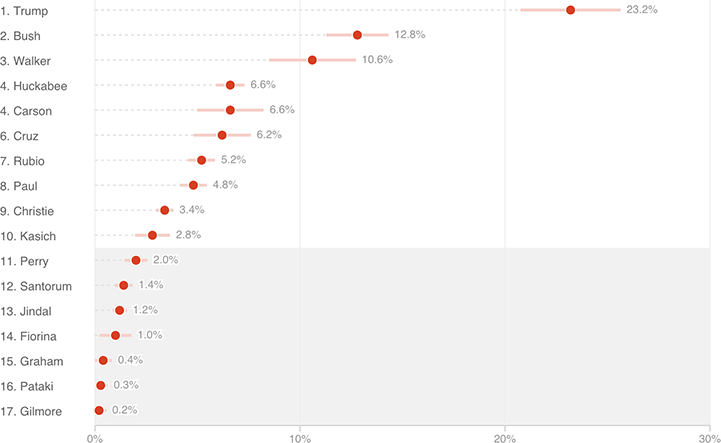 1. Trump 23.2%
2. Bush 12.8%
3. Walker 10.6%
4. Huckabee 6.6%
4. Carson 6.6%
6. Cruz 6.2%
7. Rubio 5.2%
8. Paul 4.8%
9. Christie 3.4%
10. Kasich 2.8%
11. Perry 2.0%
12. Santorum 1.4%
13. Jindal 1.2%
14. Fiorina 1.0%
15. Graham 0.4%
16. Pataki 0.3%
17. Gilmore 0.2%
0% 10% 20% 30%